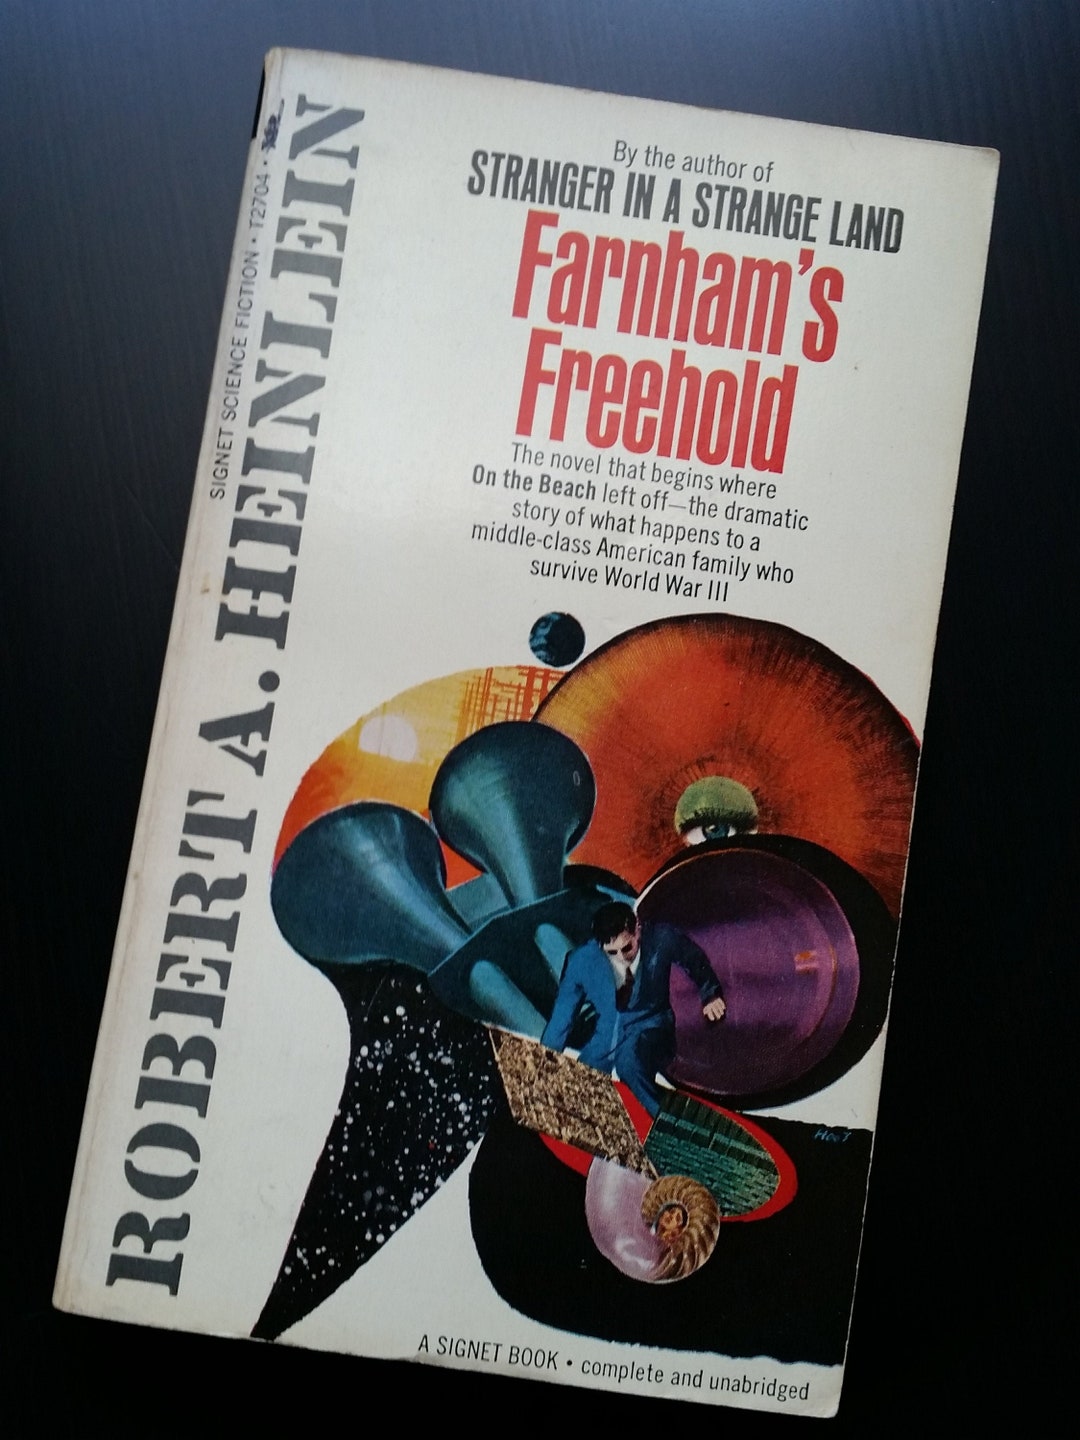 SIGNET SCIENCE FICTION • T2704 •
ROBERT A. HEINLEIN
By the author of
STRANGER IN A STRANGE LAND
Farnham's
Freehold
The novel that begins where
On the Beach left off—the dramatic
story of what happens to a
middle-class American family who
survive World War III
A SIGNET BOOK • complete and unabridged